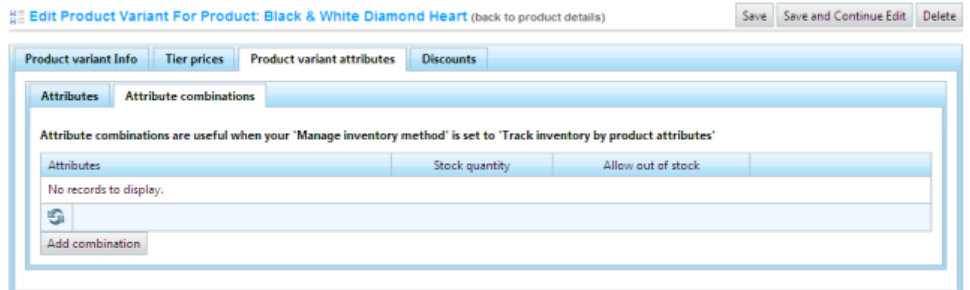 Edit Product Variant For Product: Black & White Diamond Heart (back to product details) Save Save and Continue Edit Delete
Product variant Info Tier prices Product variant attributes Discounts
Attributes Attribute combinations
Attribute combinations are useful when your 'Manage inventory method' is set to 'Track inventory by product attributes'
Attributes Stock quantity Allow out of stock
No records to display.
Add combination